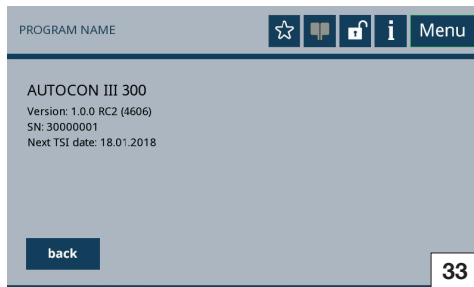 PROGRAM NAME
i
Menu
AUTOCON III 300
Version: 1.0.0 RC2 (4606)
SN: 30000001
Next TSI date: 18.01.2018
back
33